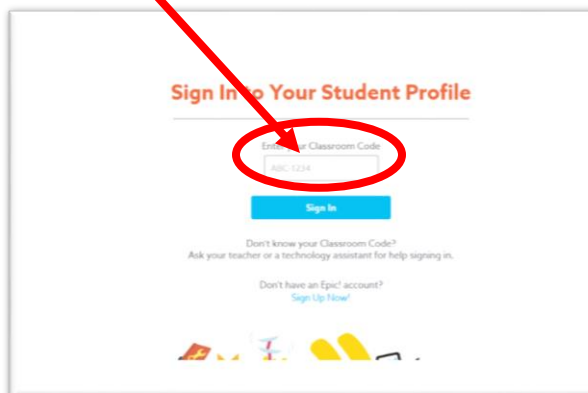 Sign In to Your Student Profile
Enter your Classroom Code
ABC-1234
Sign In
Don't know your Classroom Code?
Ask your teacher or a technology assistant for help signing in.
Don't have an Epic! account?
Sign Up Now!